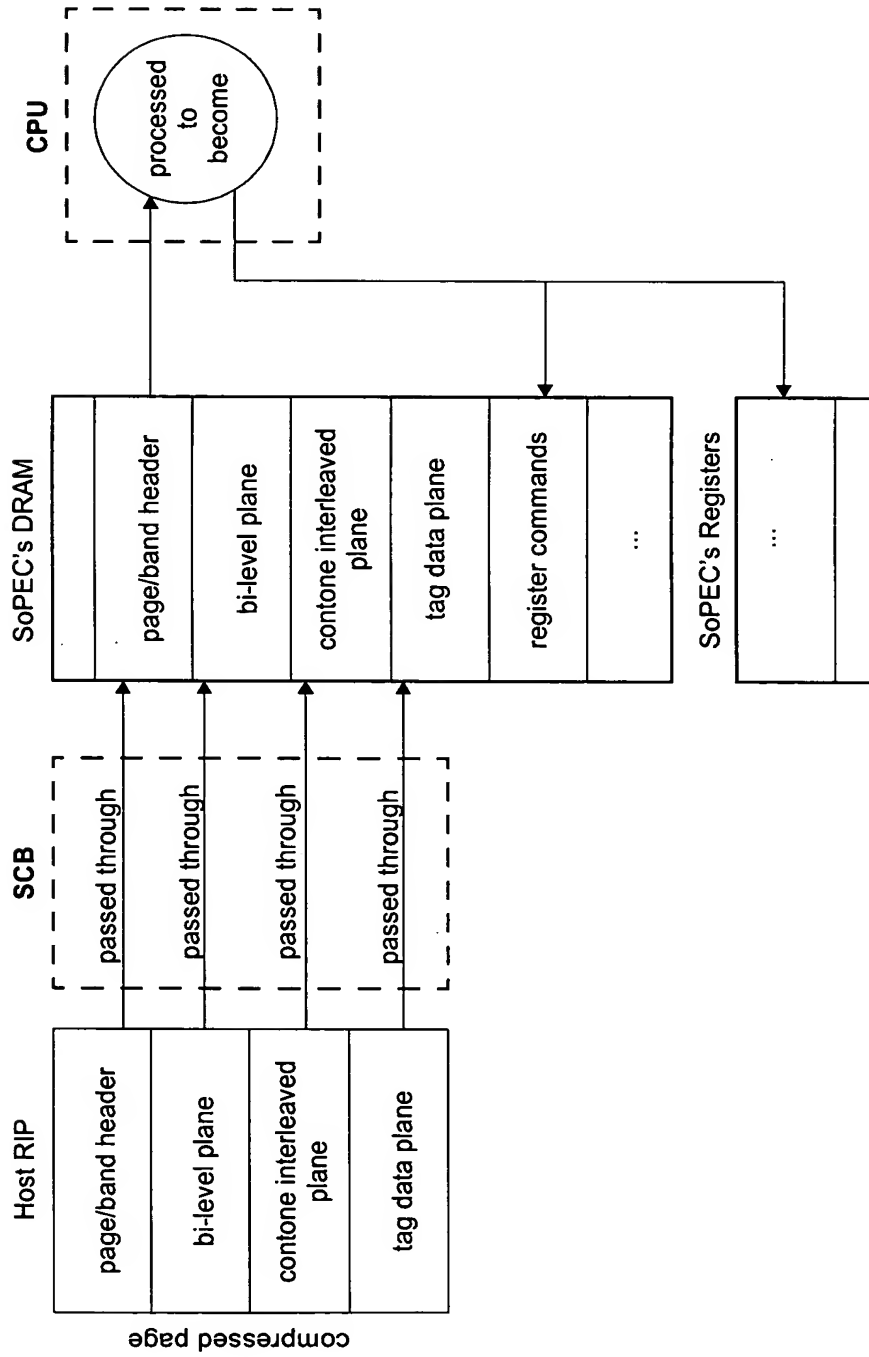 Host RIP
compressed page
page/band header
bi-level plane
contone interleaved
plane
tag data plane
SCB
passed through
passed through
passed through
passed through
SoPEC's DRAM
page/band header
bi-level plane
contone interleaved
plane
tag data plane
register commands
...
CPU
processed
to
become
SoPEC's Registers
...